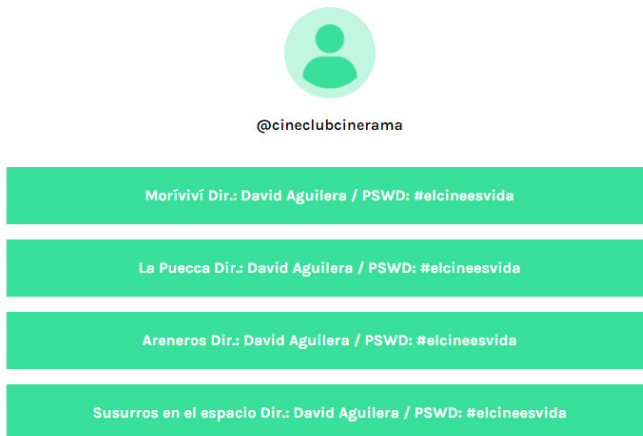 @cineclubcinerama
Moríviví Dir.: David Aguilera / PSWD: #elcineesvida
La Puecca Dir.: David Aguilera / PSWD: #elcineesvida
Areneros Dir.: David Aguilera / PSWD: #elcineesvida
Susurros en el espacio Dir.: David Aguilera / PSWD: #elcineesvida